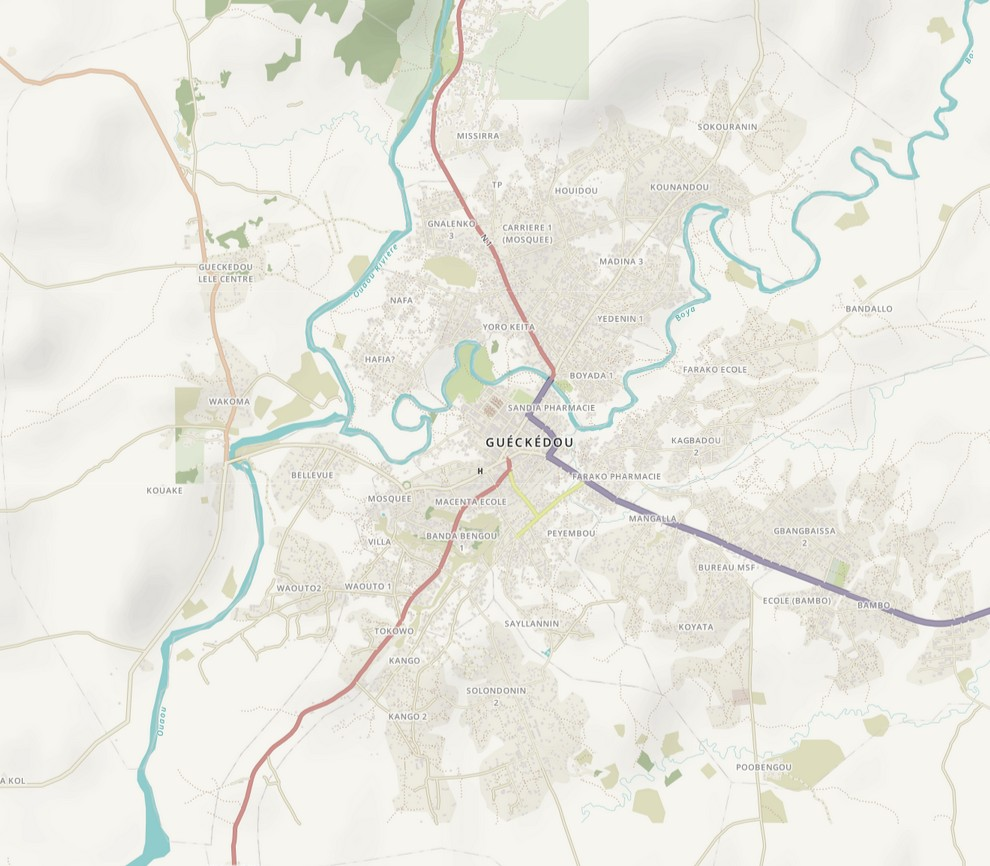 Bo
MISSIRRA
SOKOURANIN
TP
HOUIDOU
KOUNANDOU
GNALENKO
3
CARRIERE 1
(MOSQUEE)
N1
Ouaou Rivière
MADINA 3
GUECKEDOU
LELE CENTRE
NAFA
BANDALLO
Boya
YEDENIN 1
YORO KEITA
HAFIA?
FARAKO ECOLE
BOYADA 1
WAKOMA
SANDIA PHARMACIE
GUÉCKÉDOU
KAGBADOU
2
H
BELLEVUE
FARAKO PHARMACIE
KOUAKE
MOSQUEE
MACENTA ECOLE
MANGALLA
GBANGBAISSA
2
BANDA BENGOU
1
PEYEMBOU
VILLA
BUREAU MSF
WAOUTO2
WAOUTO 1
ECOLE (BAMBO)
BAMBO
SAYLLANNIN
KOYATA
TOKOWO
KANGO
SOLONDONIN
2
Ouaou
KANGO 2
POOBENGOU
A KOL